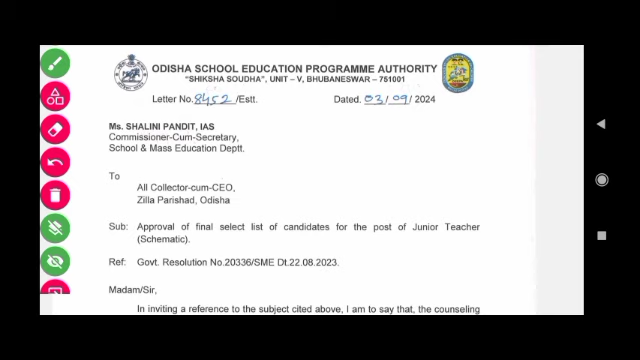 ODISHA SCHOOL EDUCATION PROGRAMME AUTHORITY
"SHIKSHA SOUDHA", UNIT – V, BHUBANESWAR – 751001
Letter No. 8452 /Estt. Dated. 03/09/2024
Ms. SHALINI PANDIT, IAS
Commissioner-Cum-Secretary,
School & Mass Education Deptt.
To
All Collector-cum-CEO,
Zilla Parishad, Odisha
Sub: Approval of final select list of candidates for the post of Junior Teacher
(Schematic).
Ref: Govt. Resolution No.20336/SME Dt.22.08.2023.
Madam/Sir,
In inviting a reference to the subject cited above, I am to say that, the counseling